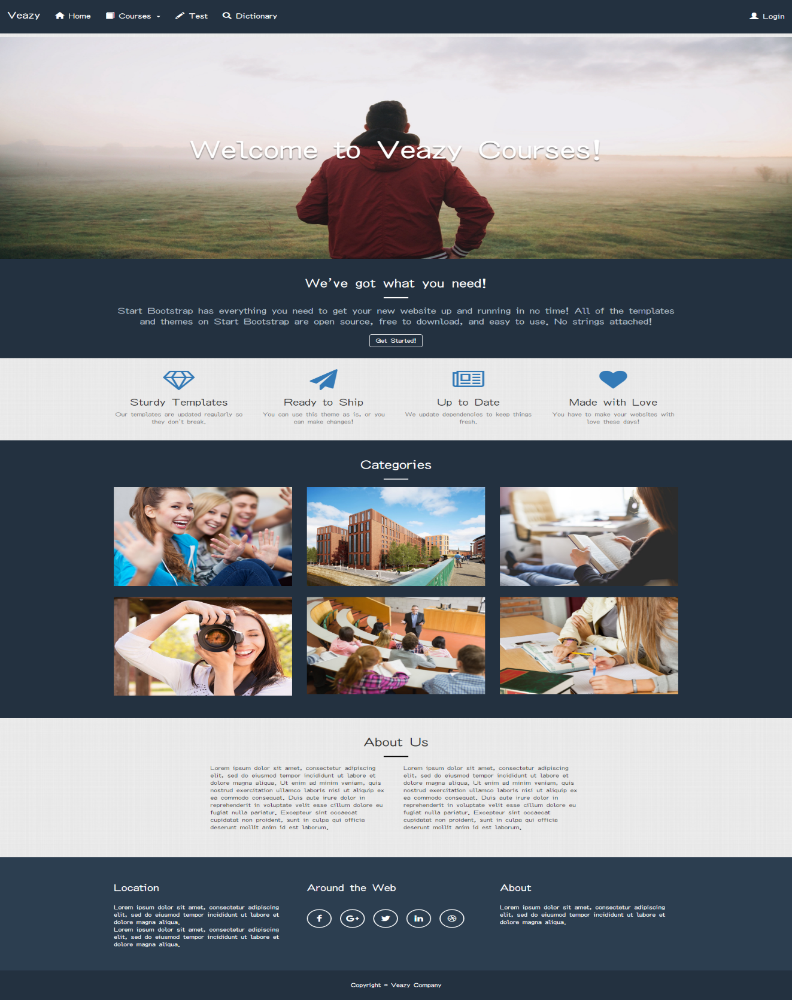 Veazy
Home
Courses
Test
Dictionary
Login
Welcome to Veazy Courses!
We've got what you need!
Start Bootstrap has everything you need to get your new website up and running in no time! All of the templates
and themes on Start Bootstrap are open source, free to download, and easy to use. No strings attached!
Get Started!
Sturdy Templates
Our templates are updated regularly so
they don't break.
Ready to Ship
You can use this theme as is, or you
can make changes!
Up to Date
We update dependencies to keep things
fresh.
Made with Love
You have to make your websites with
love these days!
Categories
About Us
Lorem ipsum dolor sit amet, consectetur adipiscing
elit, sed do eiusmod tempor incididunt ut labore et
dolore magna aliqua. Ut enim ad minim veniam, quis
nostrud exercitation ullamco laboris nisi ut aliquip ex
ea commodo consequat. Duis aute irure dolor in
reprehenderit in voluptate velit esse cillum dolore eu
fugiat nulla pariatur. Excepteur sint occaecat
cupidatat non proident, sunt in culpa qui officia
deserunt mollit anim id est laborum.
Lorem ipsum dolor sit amet, consectetur adipiscing
elit, sed do eiusmod tempor incididunt ut labore et
dolore magna aliqua. Ut enim ad minim veniam, quis
nostrud exercitation ullamco laboris nisi ut aliquip ex
ea commodo consequat. Duis aute irure dolor in
reprehenderit in voluptate velit esse cillum dolore eu
fugiat nulla pariatur. Excepteur sint occaecat
cupidatat non proident, sunt in culpa qui officia
deserunt mollit anim id est laborum.
Location
Lorem ipsum dolor sit amet, consectetur adipiscing
elit, sed do eiusmod tempor incididunt ut labore et
dolore magna aliqua.
Lorem ipsum dolor sit amet, consectetur adipiscing
elit, sed do eiusmod tempor incididunt ut labore et
dolore magna aliqua.
Around the Web
About
Lorem ipsum dolor sit amet, consectetur adipiscing
elit, sed do eiusmod tempor incididunt ut labore et
dolore magna aliqua.
Copyright © Veazy Company